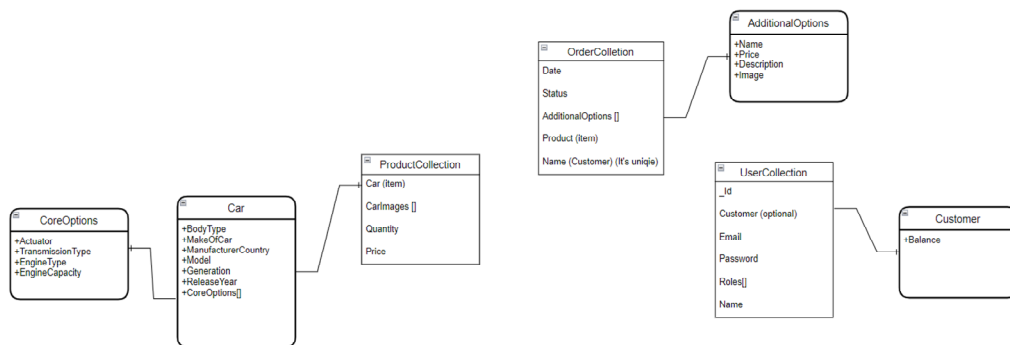 AdditionalOptions
+Name
+Price
+Description
+Image
OrderColletion
Date
Status
AdditionalOptions []
Product (item)
Name (Customer) (It's uniqie)
ProductCollection
Car (item)
CarImages []
Quantity
Price
UserCollection
_Id
Customer (optional)
Email
Password
Roles[]
Name
Car
+BodyType
+MakeOfCar
+ManufacturerCountry
+Model
+Generation
+ReleaseYear
+CoreOptions[]
CoreOptions
+Actuator
+TransmissionType
+EngineType
+EngineCapacity
Customer
+Balance